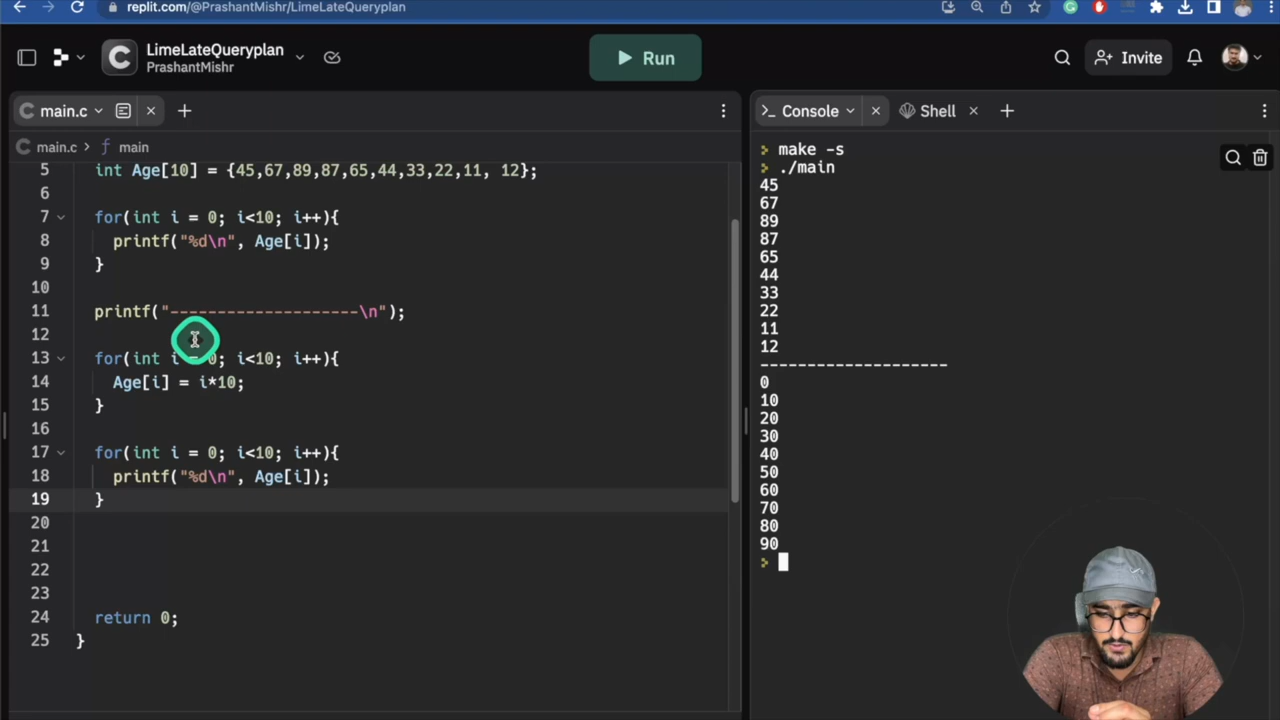 replit.com/@PrashantMishr/LimeLateQueryplan
LimeLateQueryplan
PrashantMishr
Run
Invite
main.c
Console
Shell
main.c > main
5 int Age[10] = {45,67,89,87,65,44,33,22,11, 12};
6
7 for(int i = 0; i<10; i++){
8 printf("%d\n", Age[i]);
9 }
10
11 printf("--------------------\n");
12
13 for(int i = 0; i<10; i++){
14 Age[i] = i*10;
15 }
16
17 for(int i = 0; i<10; i++){
18 printf("%d\n", Age[i]);
19 }
20
21
22
23
24 return 0;
25 }
> make -s
> ./main
45
67
89
87
65
44
33
22
11
12
--------------------
0
10
20
30
40
50
60
70
80
90
>